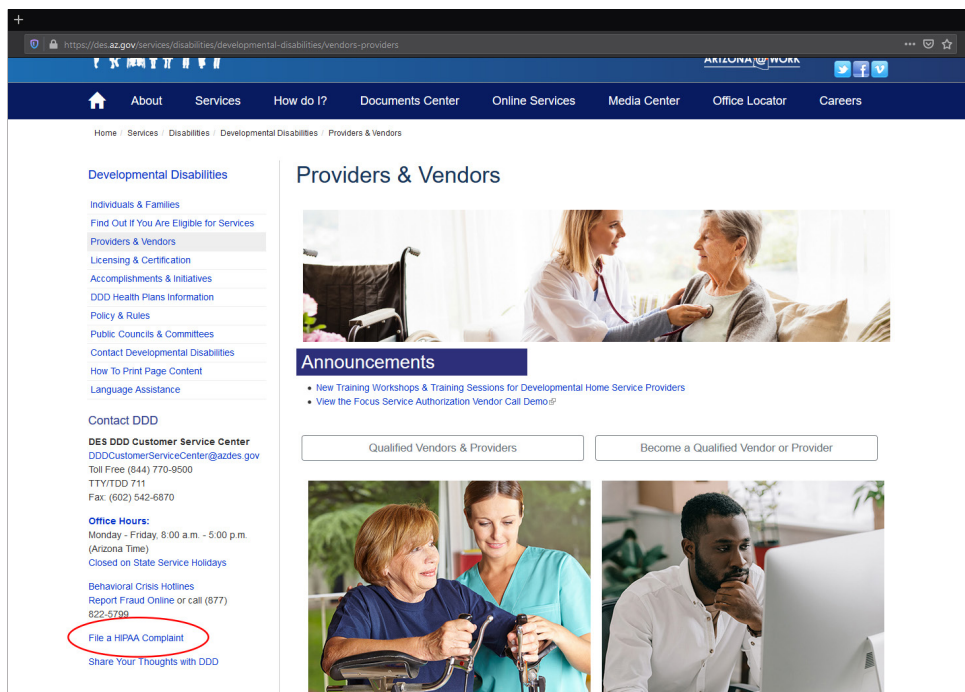 +
https://des.az.gov/services/disabilities/developmental-disabilities/vendors-providers
ARIZONA@WORK
About Services How do I? Documents Center Online Services Media Center Office Locator Careers
Home / Services / Disabilities / Developmental Disabilities / Providers & Vendors
Developmental Disabilities
Individuals & Families
Find Out If You Are Eligible for Services
Providers & Vendors
Licensing & Certification
Accomplishments & Initiatives
DDD Health Plans Information
Policy & Rules
Public Councils & Committees
Contact Developmental Disabilities
How To Print Page Content
Language Assistance
Contact DDD
DES DDD Customer Service Center
DDDCustomerServiceCenter@azdes.gov
Toll Free (844) 770-9500
TTY/TDD 711
Fax: (602) 542-6870
Office Hours:
Monday - Friday, 8:00 a.m. - 5:00 p.m.
(Arizona Time)
Closed on State Service Holidays
Behavioral Crisis Hotlines
Report Fraud Online or call (877)
822-5799
File a HIPAA Complaint
Share Your Thoughts with DDD
Providers & Vendors
Announcements
• New Training Workshops & Training Sessions for Developmental Home Service Providers
• View the Focus Service Authorization Vendor Call Demo
Qualified Vendors & Providers
Become a Qualified Vendor or Provider